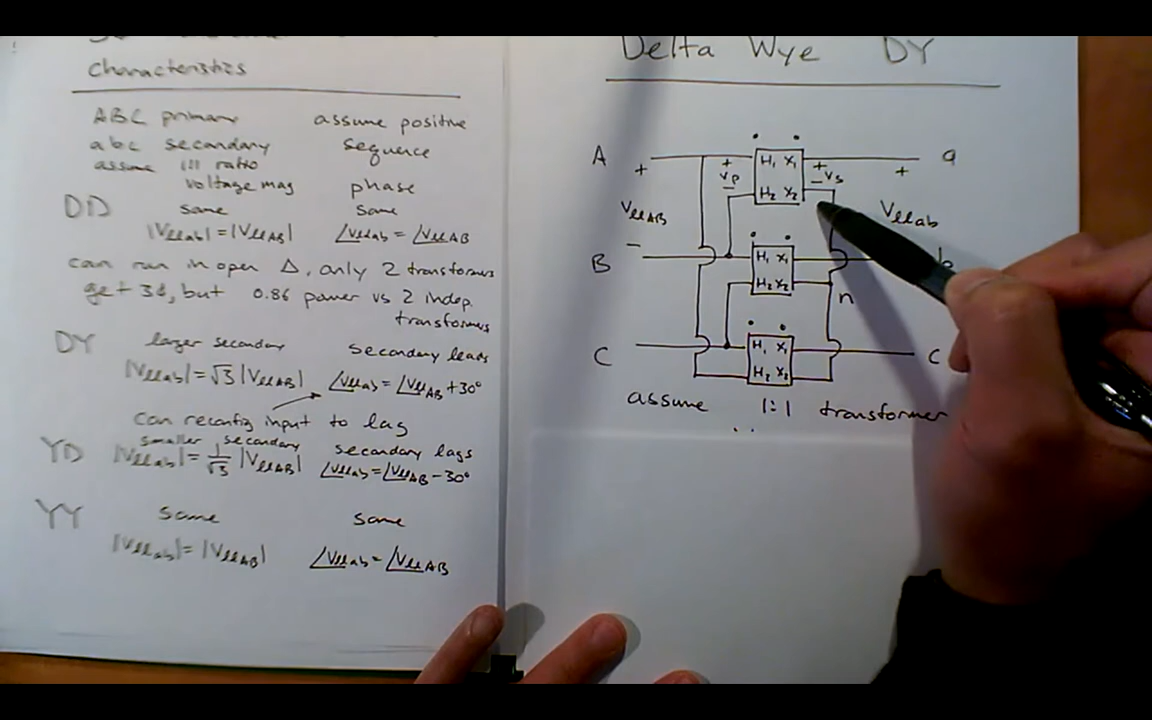 Characteristics
ABC primary   assume positive
abc secondary   sequence
assume 1:1 ratio
voltage mag   phase
DD   same   same
|Vllab| = |VllAB|   ∠Vllab = ∠VllAB
can run in open Δ, only 2 transformers
get 3ϕ, but 0.86 power vs 2 indep.
transformers
DY   larger secondary   secondary leads
|Vllab| = √3 |VllAB|   ∠Vllab = ∠VllAB +30°
can reconfig input to lag
YD   smaller secondary   secondary lags
|Vllab| = 1/√3 |VllAB|   ∠Vllab = ∠VllAB - 30°
YY   same   same
|Vllab| = |VllAB|   ∠Vllab = ∠VllAB
Delta Wye DY
A   +   +   H1 X1   +   +   a
Vp   -   H2 X2   -   Vs
VllAB   Vllab
-
B   H1 X1   b
H2 X2   n
C   H1 X1   C
H2 X2
assume 1:1 transformer